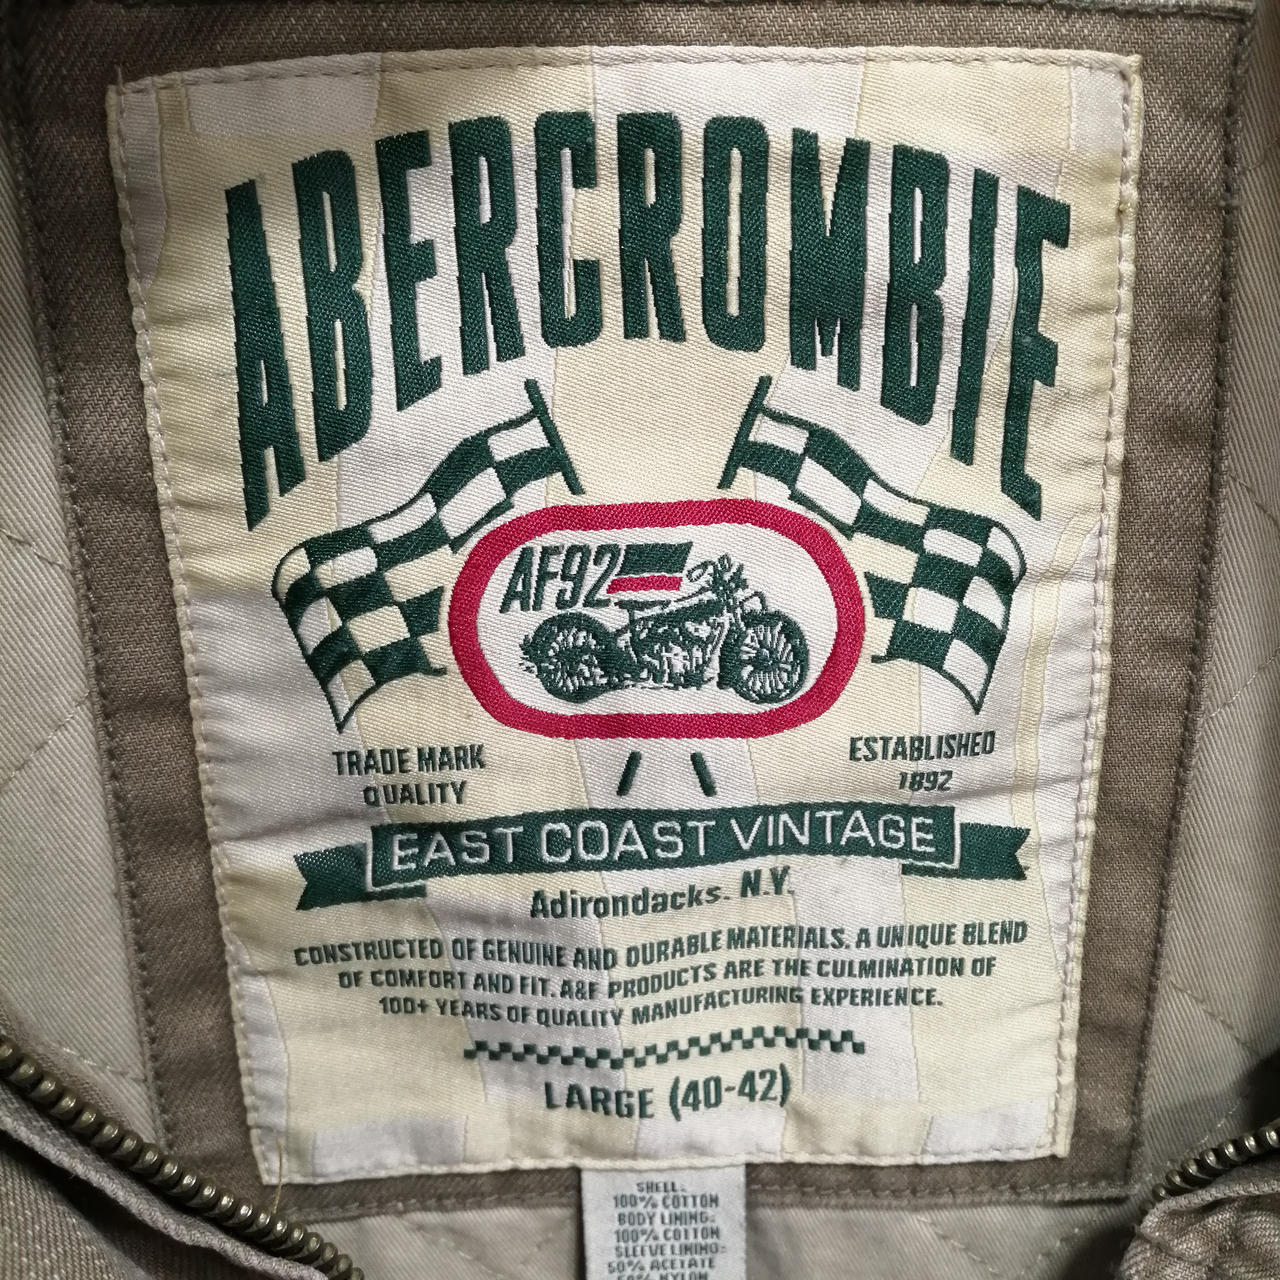 ABERCROMBIE
AF92
TRADE MARK
QUALITY
ESTABLISHED
1892
EAST COAST VINTAGE
Adirondacks. N.Y.
CONSTRUCTED OF GENUINE AND DURABLE MATERIALS. A UNIQUE BLEND
OF COMFORT AND FIT. A&F PRODUCTS ARE THE CULMINATION OF
100+ YEARS OF QUALITY MANUFACTURING EXPERIENCE.
LARGE (40-42)
SHELL:
100% COTTON
BODY LINING:
100% COTTON
SLEEVE LINING:
50% ACETATE
50% NYLON